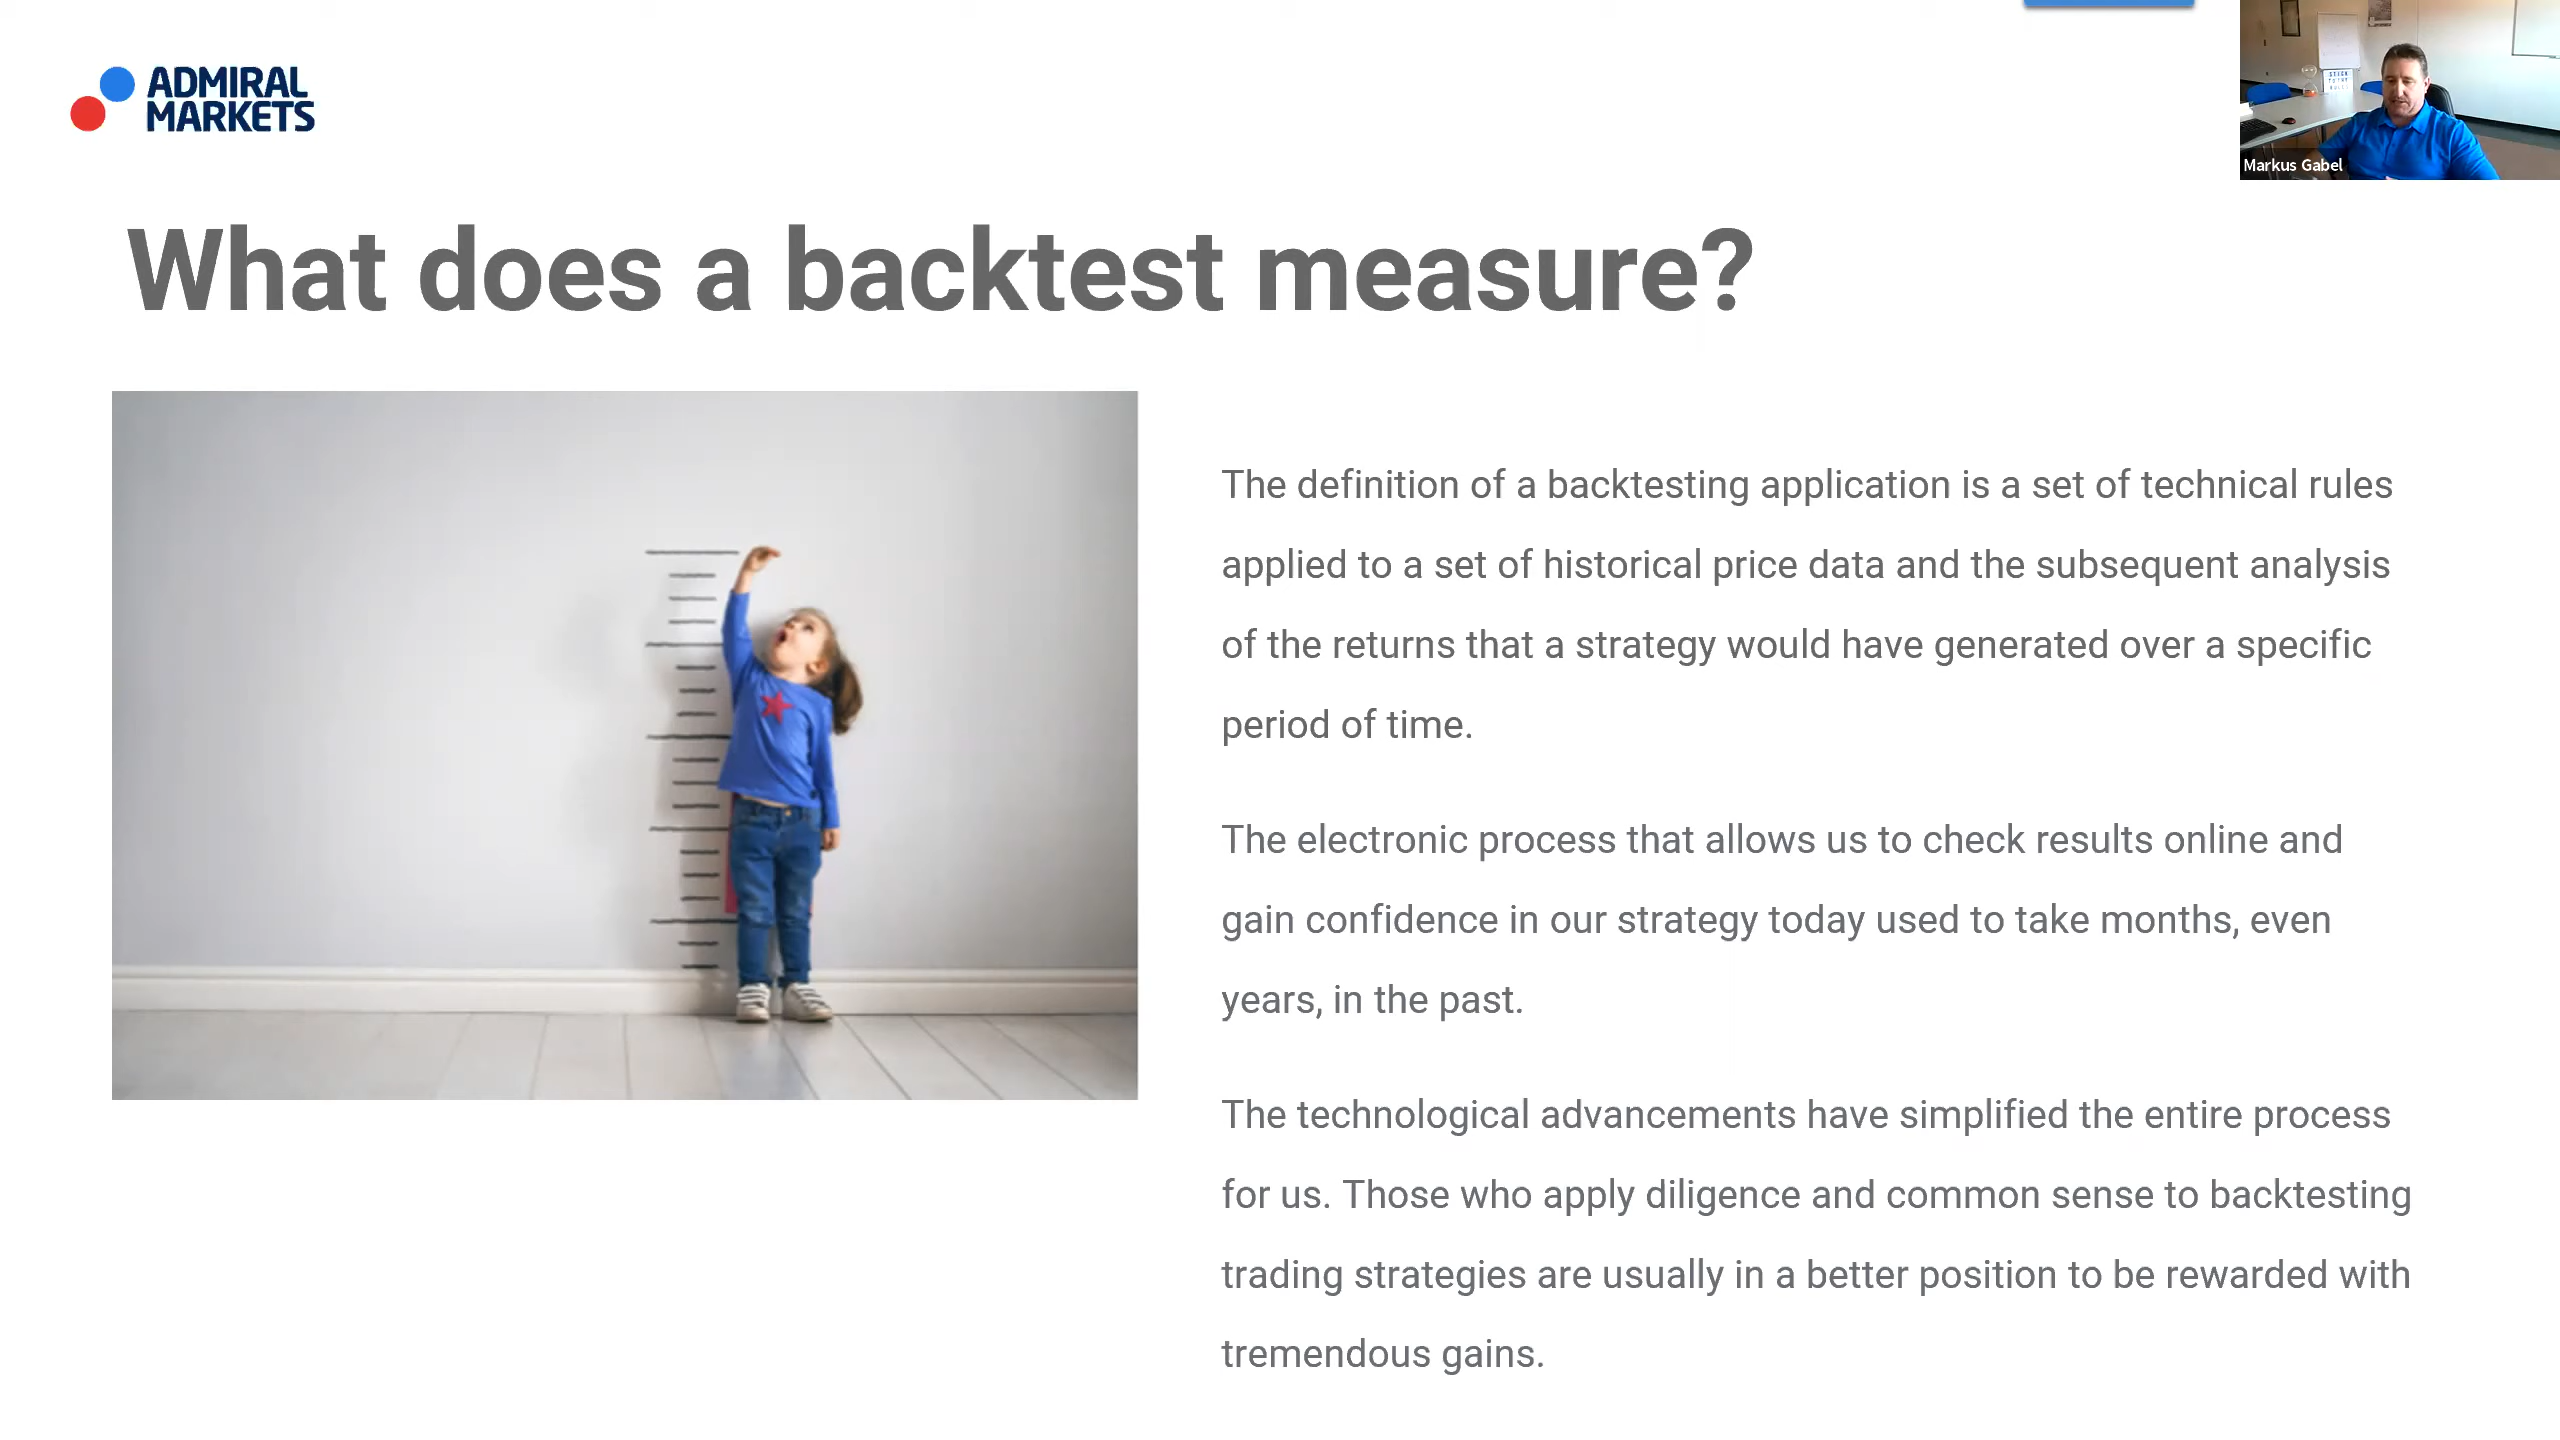 ADMIRAL
MARKETS
STICK
TO THE
RULES
Markus Gabel
What does a backtest measure?
The definition of a backtesting application is a set of technical rules
applied to a set of historical price data and the subsequent analysis
of the returns that a strategy would have generated over a specific
period of time.
The electronic process that allows us to check results online and
gain confidence in our strategy today used to take months, even
years, in the past.
The technological advancements have simplified the entire process
for us. Those who apply diligence and common sense to backtesting
trading strategies are usually in a better position to be rewarded with
tremendous gains.